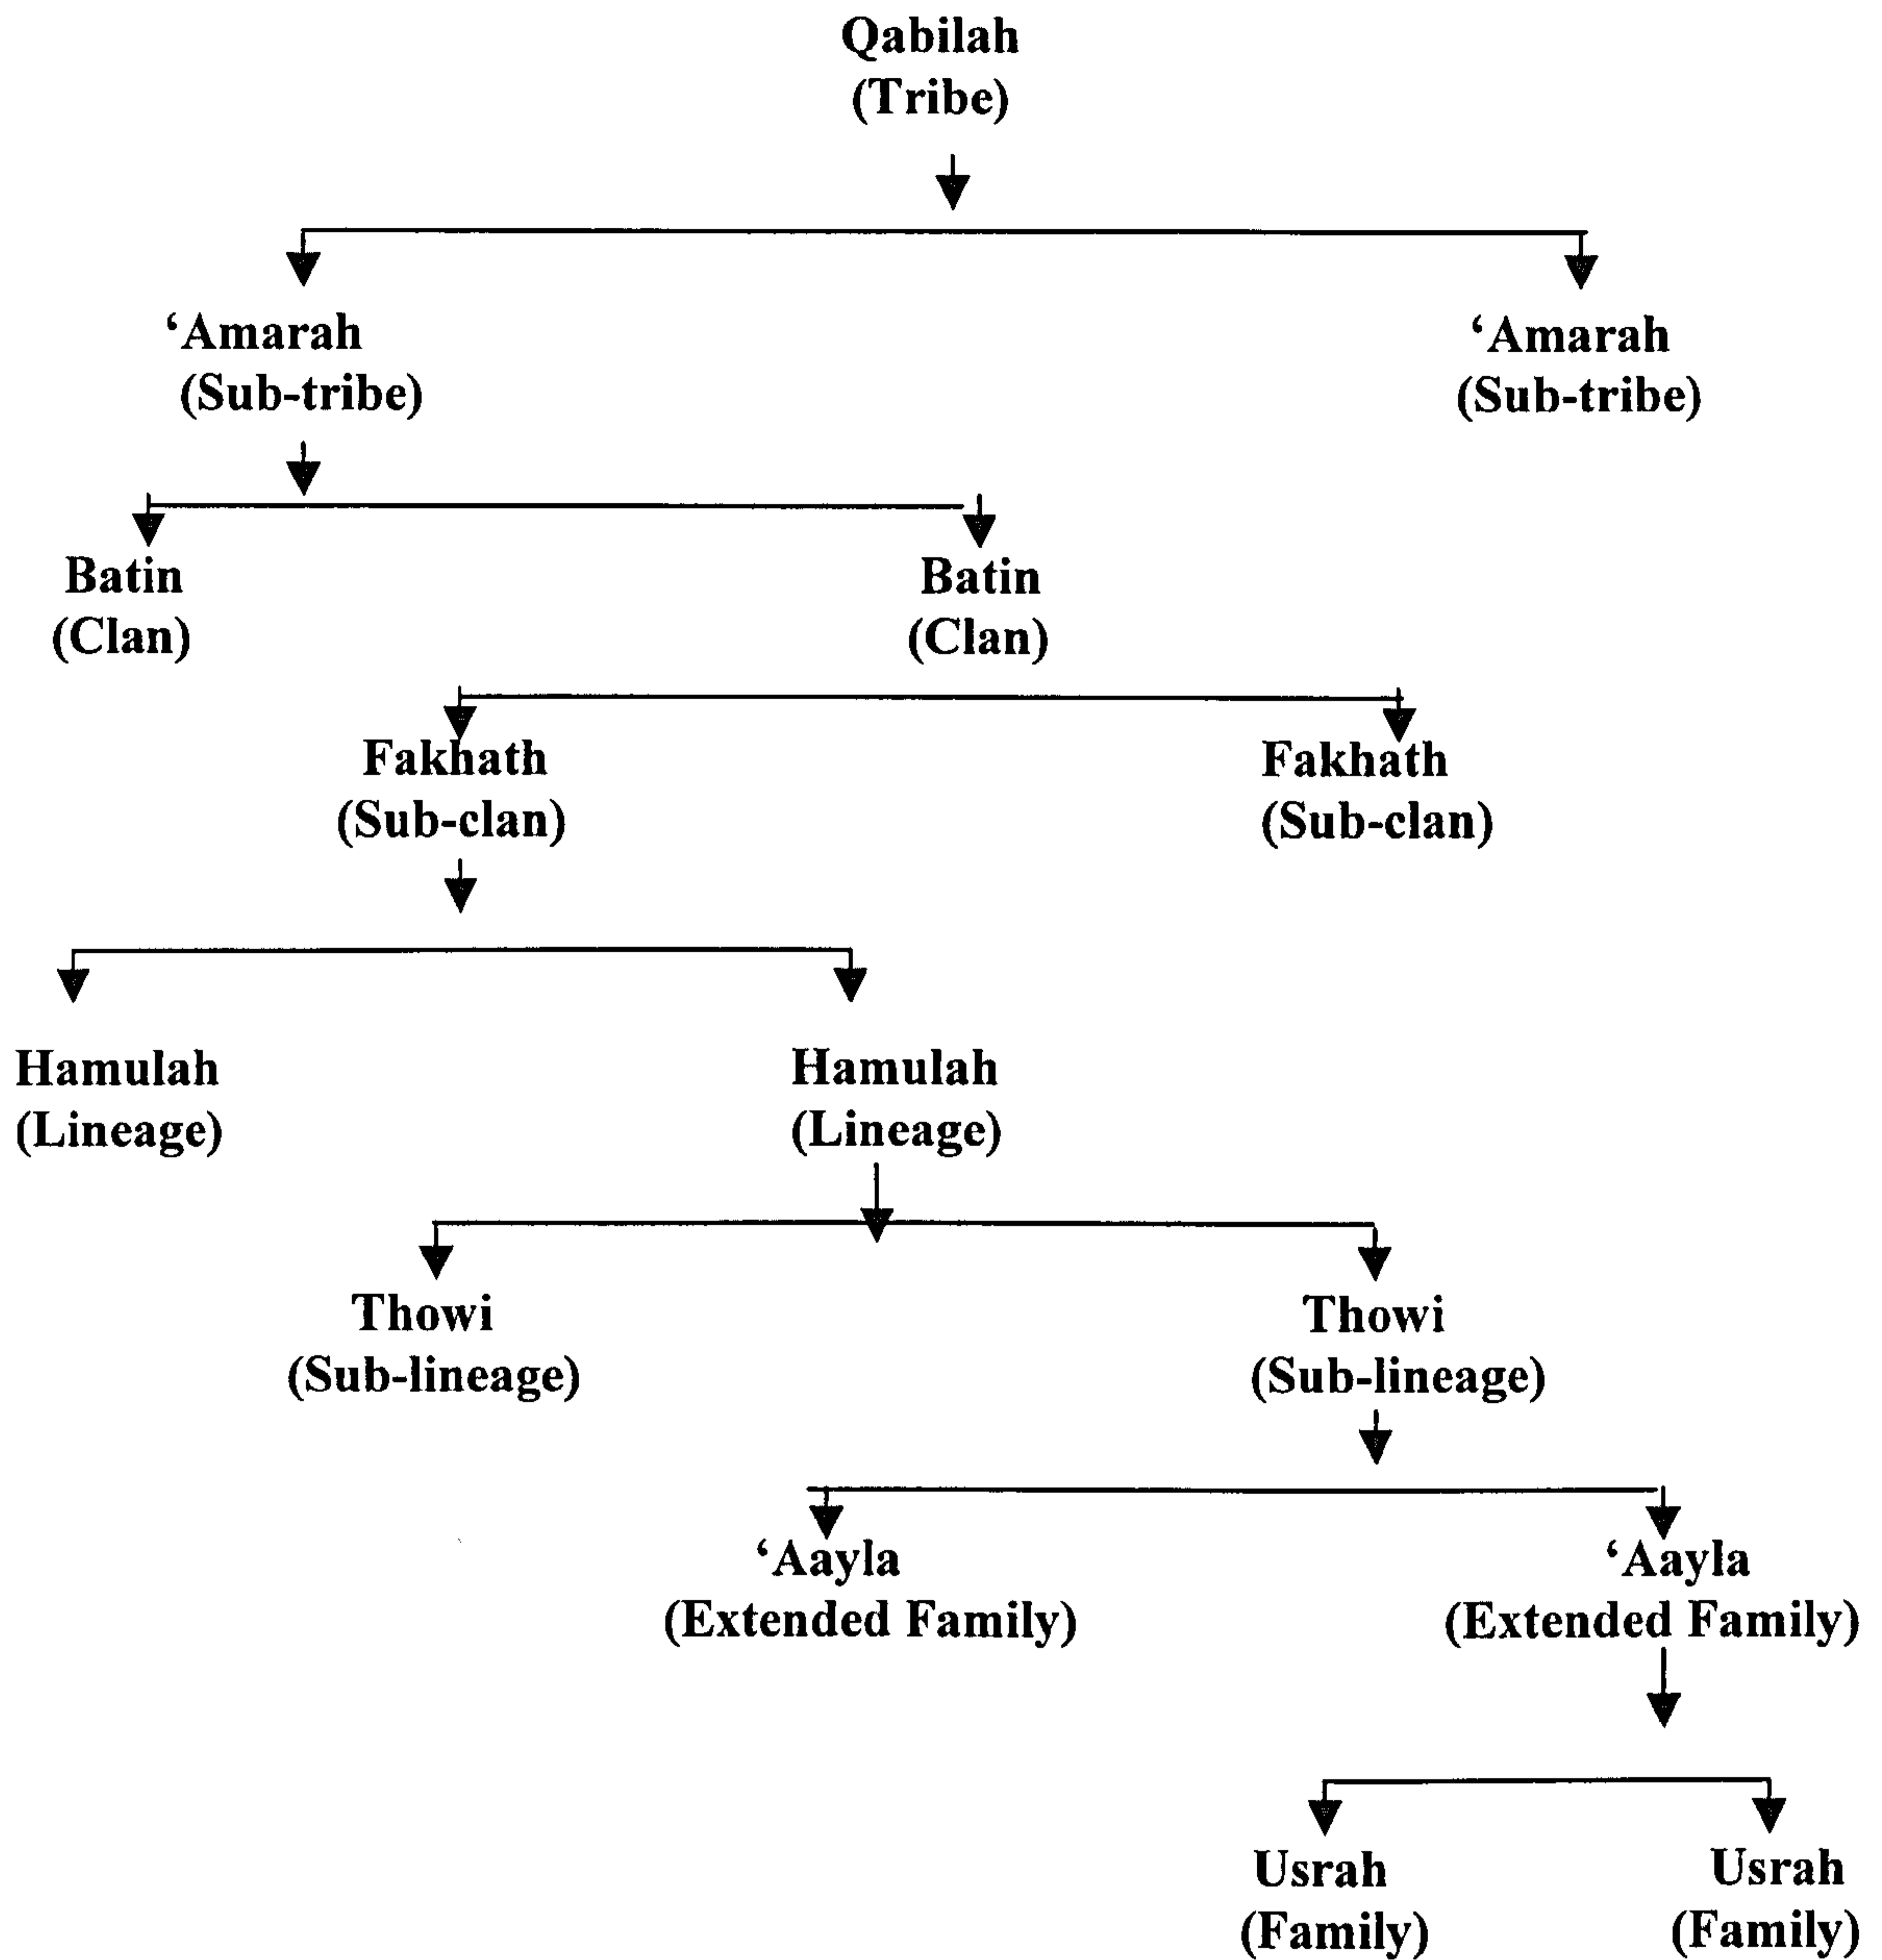 Qabilah
(Tribe)
‘Amarah
(Sub-tribe)
‘Amarah
(Sub-tribe)
Batin
(Clan)
Batin
(Clan)
Fakhath
(Sub-clan)
Fakhath
(Sub-clan)
Hamulah
(Lineage)
Hamulah
(Lineage)
Thowi
(Sub-lineage)
Thowi
(Sub-lineage)
‘Aayla
(Extended Family)
‘Aayla
(Extended Family)
Usrah
(Family)
Usrah
(Family)